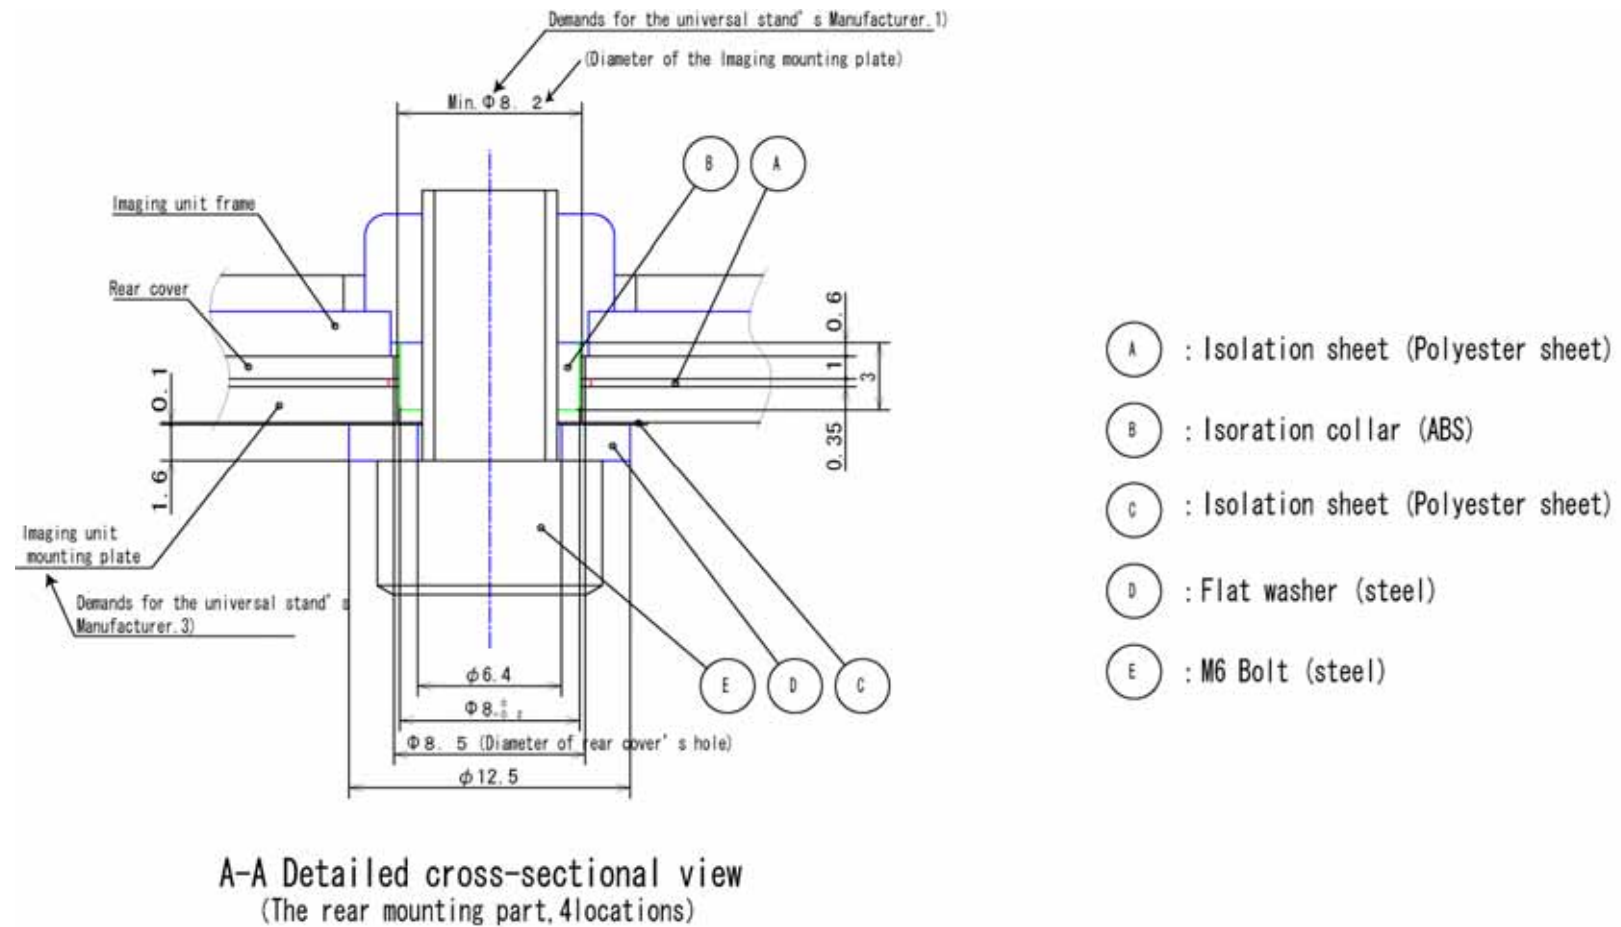 Demands for the universal stand's Manufacturer.1)
(Diameter of the Imaging mounting plate)
Min.Φ8. 2
B
A
Imaging unit frame
Rear cover
0.6
1
3
0.35
0.1
1.6
Imaging unit
mounting plate
Demands for the universal stand's
Manufacturer.3)
φ6.4
E
D
C
Φ8
Φ8. 5 (Diameter of rear cover's hole)
φ12.5
A : Isolation sheet (Polyester sheet)
B : Isoration collar (ABS)
C : Isolation sheet (Polyester sheet)
D : Flat washer (steel)
E : M6 Bolt (steel)
A-A Detailed cross-sectional view
(The rear mounting part,4locations)